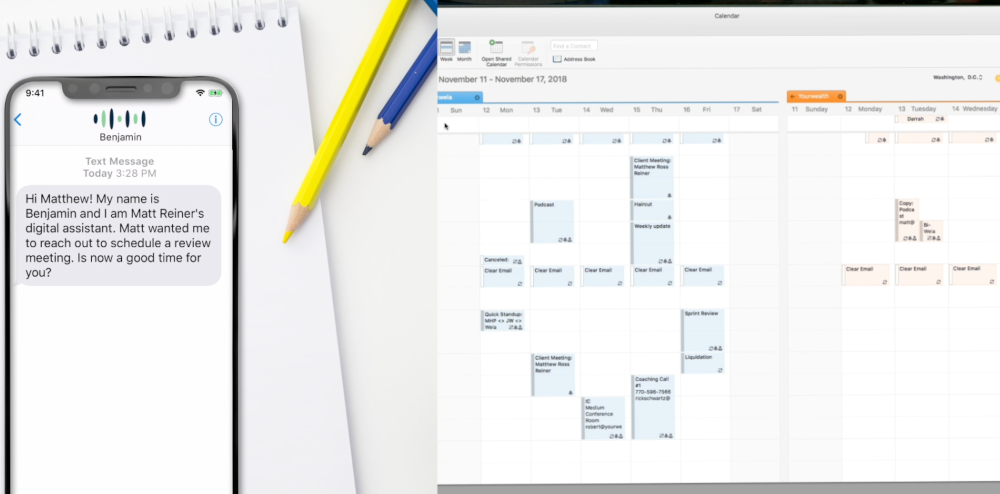 9:41
Benjamin
Text Message
Today 3:28 PM
Hi Matthew! My name is
Benjamin and I am Matt Reiner's
digital assistant. Matt wanted me
to reach out to schedule a review
meeting. Is now a good time for
you?
Calendar
Week
Month
Open Shared
Calendar
Calendar
Permissions
Find a Contact
Address Book
November 11 - November 17, 2018
Washington, D.C.
Sun
12 Mon
13 Tue
14 Wed
15 Thu
16 Fri
17 Sat
Client Meeting:
Matthew Ross
Reiner
Podcast
Haircut
Weekly update
Canceled:
Clear Email
Clear Email
Clear Email
Clear Email
Clear Email
Quick Standup:
MHP <> JW <>
Wela
Sprint Review
Client Meeting:
Matthew Ross
Reiner
Liquidation
Coaching Call
#1
770-596-7566
rickschwartz@
IC
Medium
Conference
Room
robert@yourwe
Yourwealth
11 Sunday
12 Monday
13 Tuesday
14 Wednesday
Darrah
Copy:
Podca
st
matt@
Bi-
Wela
Clear Email
Clear Email
Clear Email